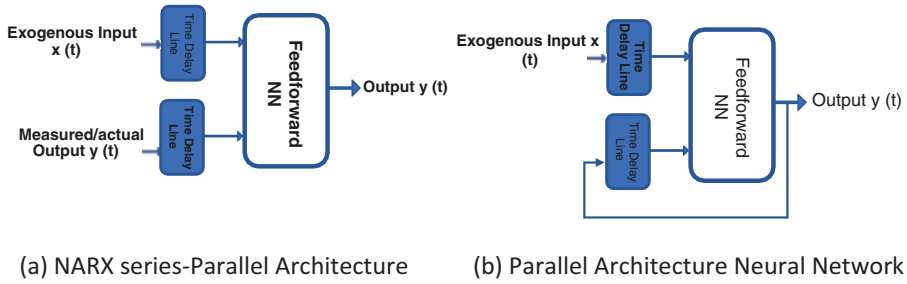 Exogenous Input
x (t)
Time Delay
Line
Measured/actual
Output y (t)
Time Delay
Line
Feedforward
NN
Output y (t)
(a) NARX series-Parallel Architecture
Exogenous Input x
(t)
Time
Delay Line
Time Delay
Line
Feedforward
NN
Output y (t)
(b) Parallel Architecture Neural Network